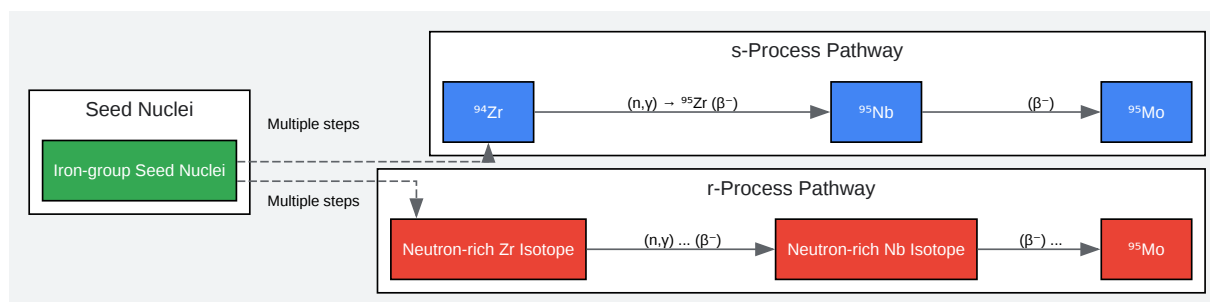 s-Process Pathway
Seed Nuclei
⁹⁴Zr
(n,γ) → ⁹⁵Zr (β⁻)
⁹⁵Nb
(β⁻)
⁹⁵Mo
Multiple steps
Iron-group Seed Nuclei
Multiple steps
r-Process Pathway
Neutron-rich Zr Isotope
(n,γ) ... (β⁻)
Neutron-rich Nb Isotope
(β⁻) ...
⁹⁵Mo